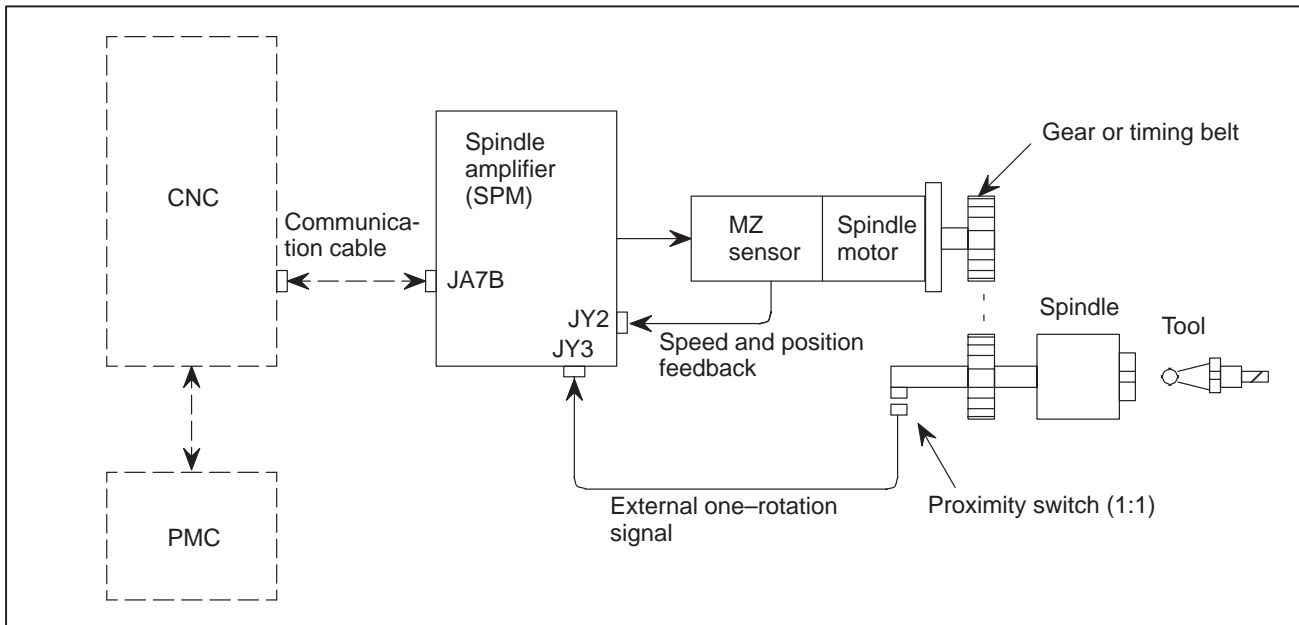 CNC
Communica-
tion cable
Spindle
amplifier
(SPM)
JA7B
JY2
JY3
MZ
sensor
Spindle
motor
Gear or timing belt
Speed and position
feedback
Spindle
Tool
External one–rotation
signal
Proximity switch (1:1)
PMC